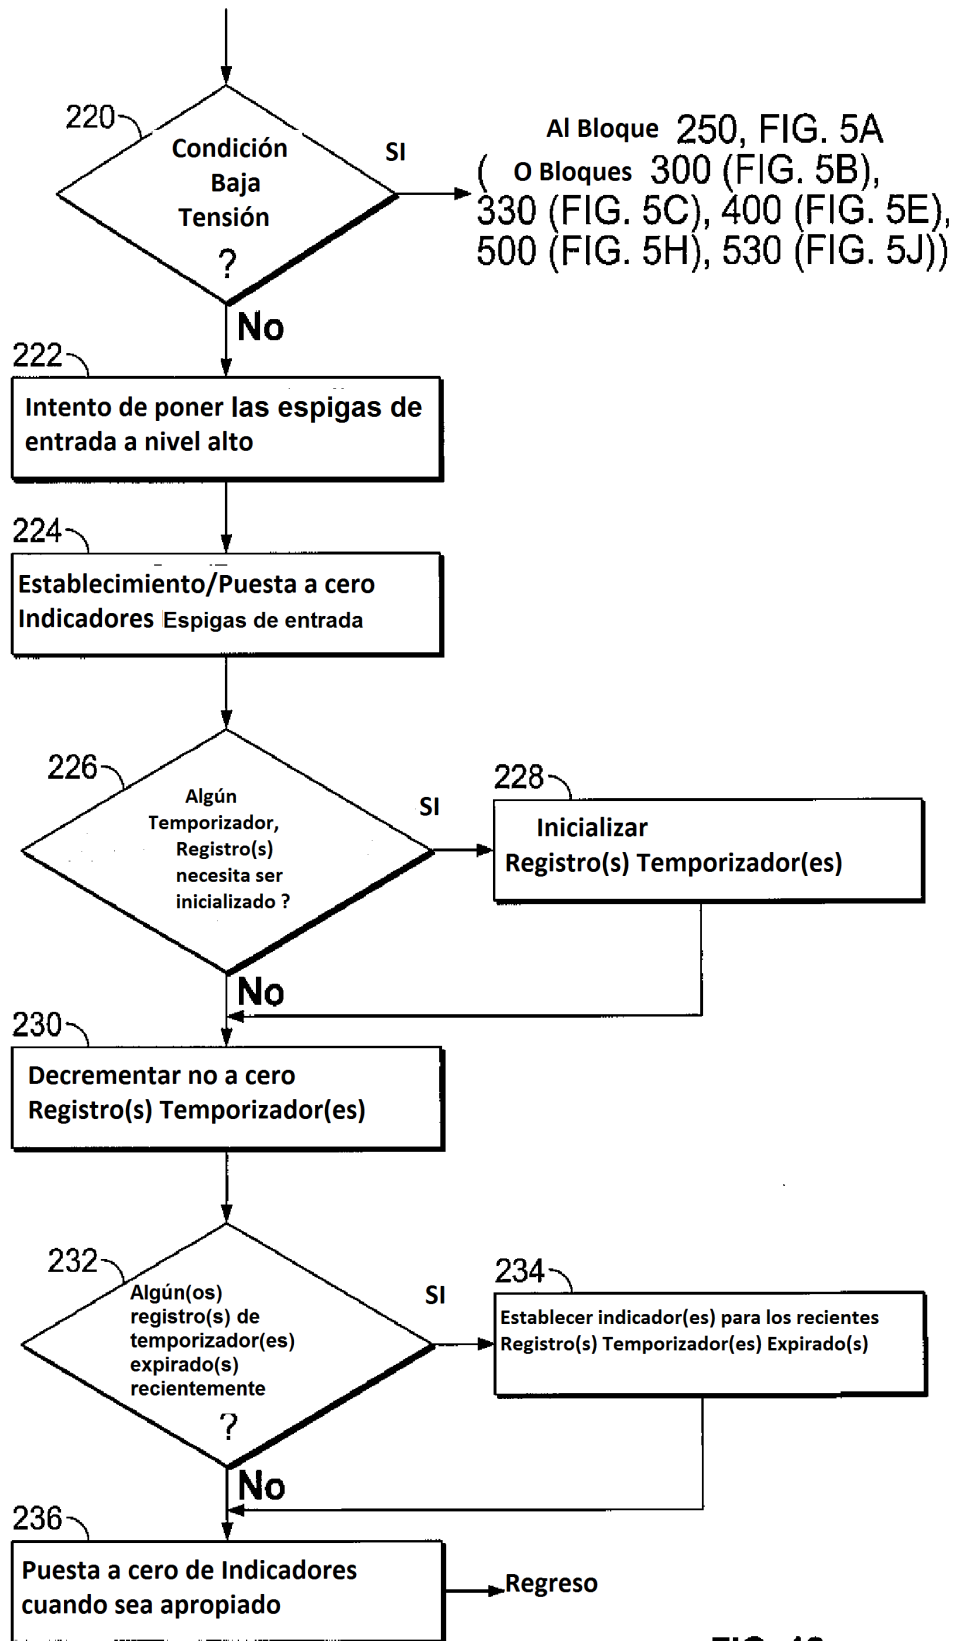 220
Condición
Baja
Tensión
?
SI
Al Bloque 250, FIG. 5A
( O Bloques 300 (FIG. 5B),
330 (FIG. 5C), 400 (FIG. 5E),
500 (FIG. 5H), 530 (FIG. 5J))
No
222
Intento de poner las espigas de
entrada a nivel alto
224
Establecimiento/Puesta a cero
Indicadores Espigas de entrada
226
Algún
Temporizador,
Registro(s)
necesita ser
inicializado ?
SI
228
Inicializar
Registro(s) Temporizador(es)
No
230
Decrementar no a cero
Registro(s) Temporizador(es)
232
Algún(os)
registro(s) de
temporizador(es)
expirado(s)
recientemente
?
SI
234
Establecer indicador(es) para los recientes
Registro(s) Temporizador(es) Expirado(s)
No
236
Puesta a cero de Indicadores
cuando sea apropiado
Regreso